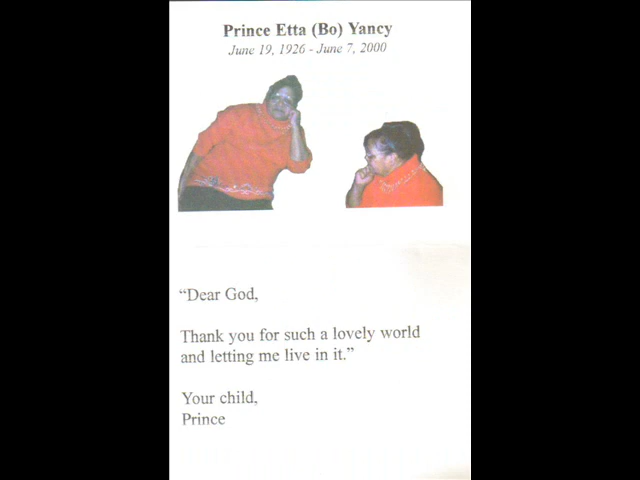 Prince Etta (Bo) Yancy
June 19, 1926 - June 7, 2000
“Dear God,
Thank you for such a lovely world
and letting me live in it.”
Your child,
Prince